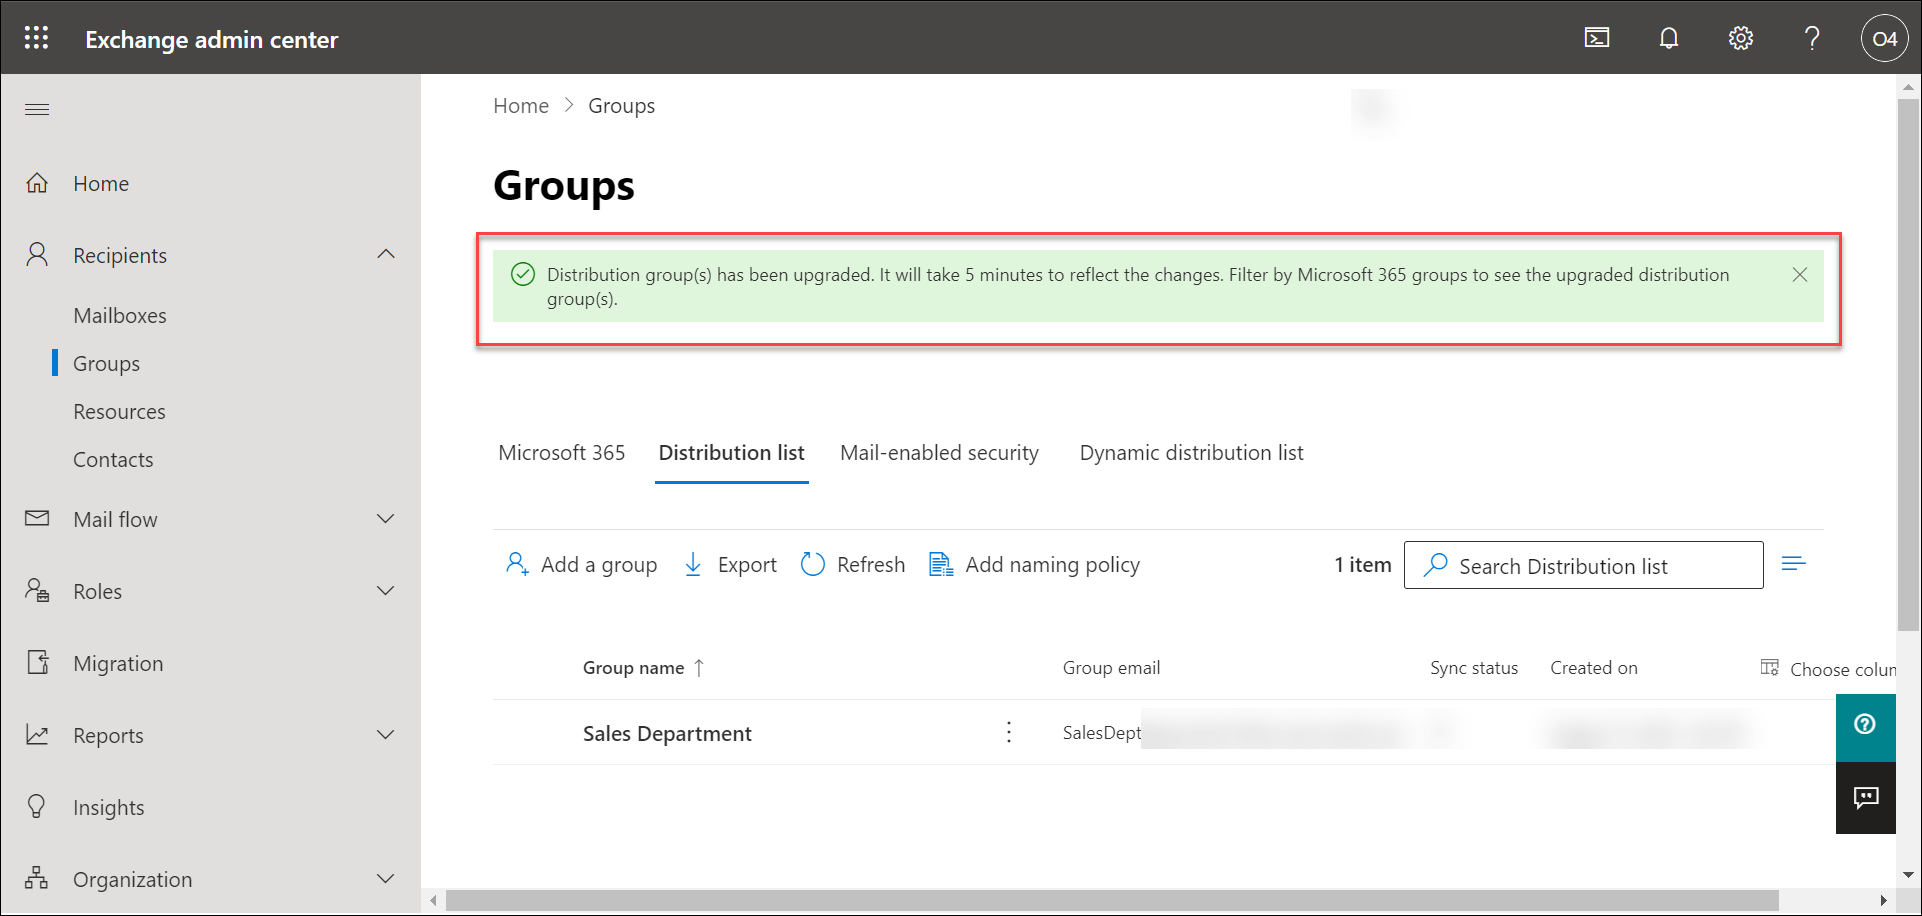 Exchange admin center
O4
Home
Recipients
Mailboxes
Groups
Resources
Contacts
Mail flow
Roles
Migration
Reports
Insights
Organization
Home > Groups
Groups
Distribution group(s) has been upgraded. It will take 5 minutes to reflect the changes. Filter by Microsoft 365 groups to see the upgraded distribution
group(s).
Microsoft 365 Distribution list Mail-enabled security Dynamic distribution list
Add a group Export Refresh Add naming policy 1 item Search Distribution list
Group name ↑ Group email Sync status Created on Choose colum
Sales Department SalesDept